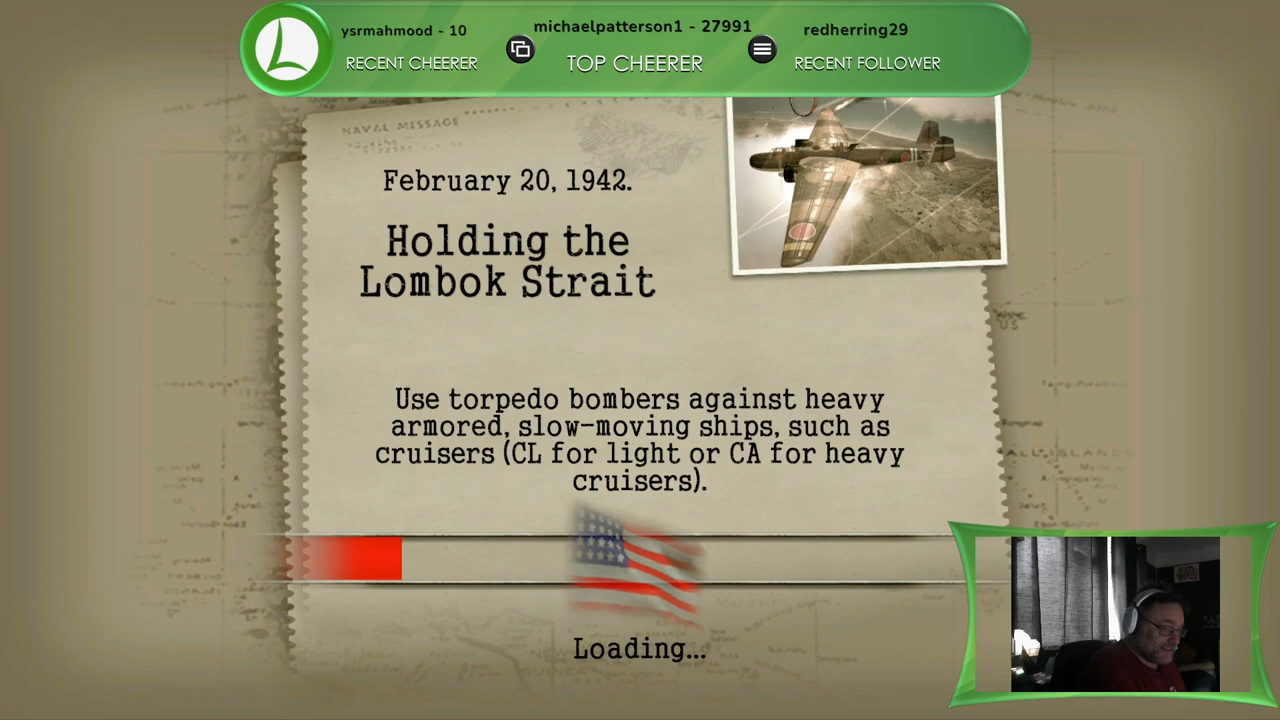 ysrmahmood - 10
RECENT CHEERER
michaelpatterson1 - 27991
TOP CHEERER
redherring29
RECENT FOLLOWER
NAVAL MESSAGE
February 20, 1942.
Holding the
Lombok Strait
Use torpedo bombers against heavy
armored, slow-moving ships, such as
cruisers (CL for light or CA for heavy
cruisers).
Loading...